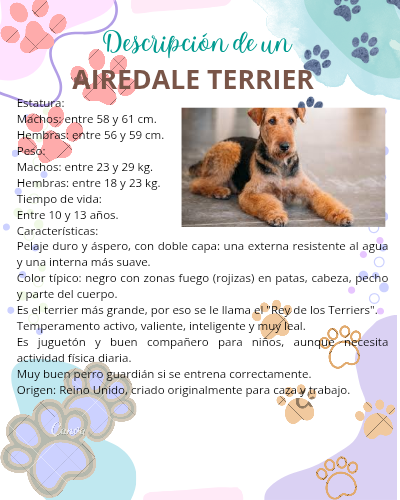 Descripción de un
AIREDALE TERRIER
Estatura:
Machos: entre 58 y 61 cm.
Hembras: entre 56 y 59 cm.
Peso:
Machos: entre 23 y 29 kg.
Hembras: entre 18 y 23 kg.
Tiempo de vida:
Entre 10 y 13 años.
Características:
Pelaje duro y áspero, con doble capa: una externa resistente al agua
y una interna más suave.
Color típico: negro con zonas fuego (rojizas) en patas, cabeza, pecho
y parte del cuerpo.
Es el terrier más grande, por eso se le llama el "Rey de los Terriers".
Temperamento activo, valiente, inteligente y muy leal.
Es juguetón y buen compañero para niños, aunque necesita
actividad física diaria.
Muy buen perro guardián si se entrena correctamente.
Origen: Reino Unido, criado originalmente para caza y trabajo.
Canva